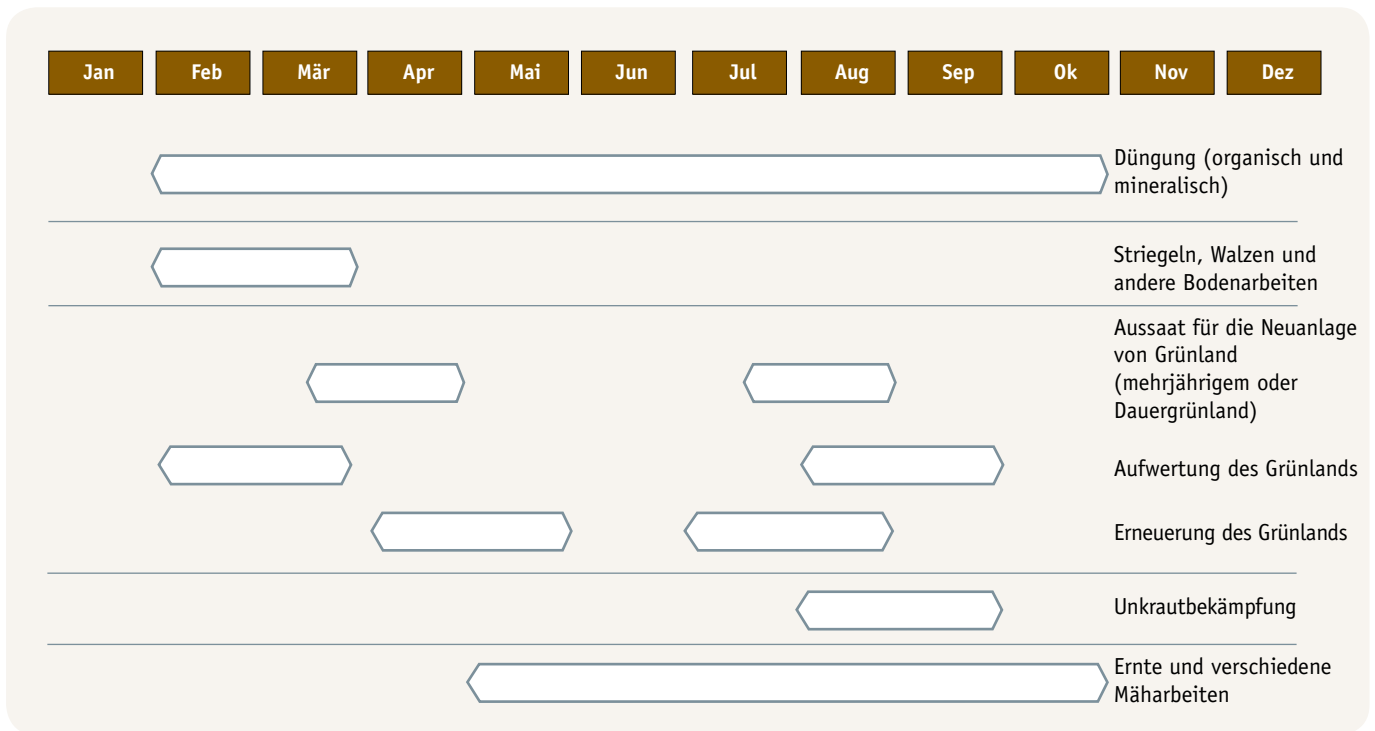 Jan Feb Mär Apr Mai Jun Jul Aug Sep Ok Nov Dez
Düngung (organisch und
mineralisch)
Striegeln, Walzen und
andere Bodenarbeiten
Aussaat für die Neuanlage
von Grünland
(mehrjährigem oder
Dauergrünland)
Aufwertung des Grünlands
Erneuerung des Grünlands
Unkrautbekämpfung
Ernte und verschiedene
Mäharbeiten